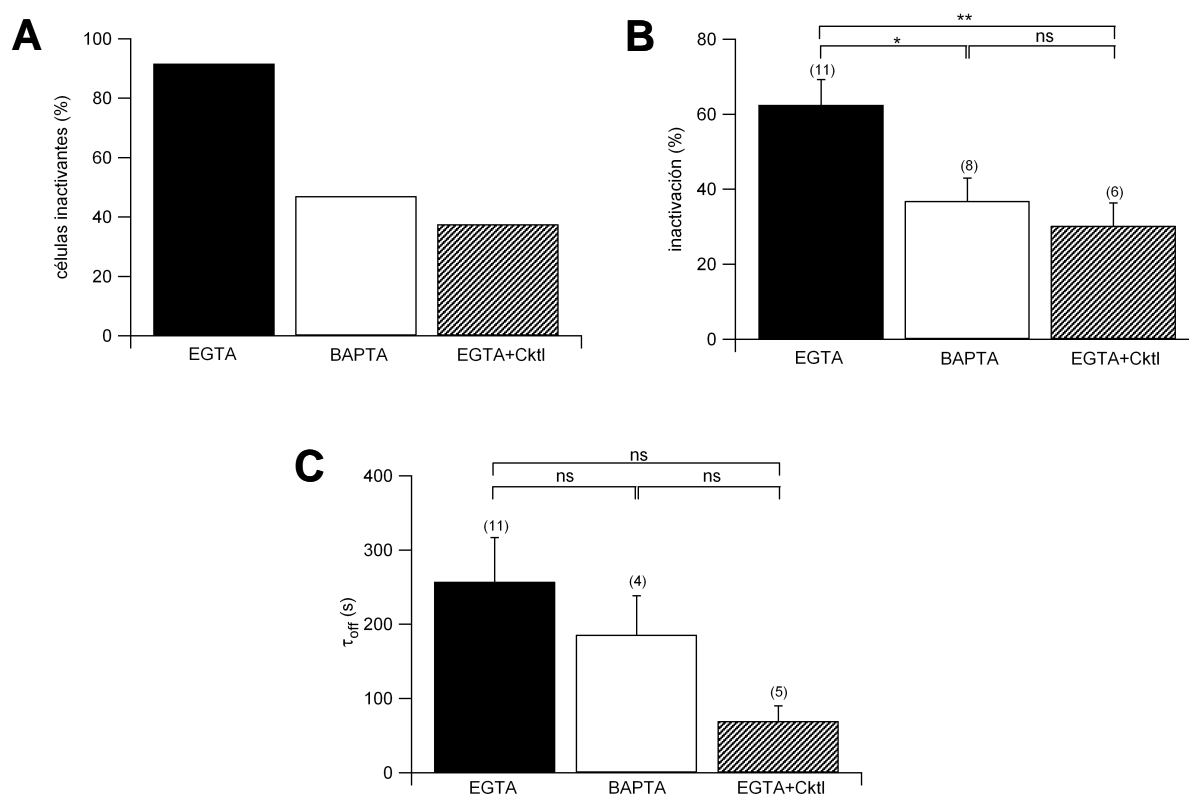 A
células inactivantes (%)
100
80
60
40
20
0
EGTA BAPTA EGTA+Cktl
B
inactivación (%)
80
60
40
20
0
**
* ns
(11)
(8)
(6)
EGTA BAPTA EGTA+Cktl
C
τoff (s)
400
300
200
100
0
ns
ns ns
(11)
(4)
(5)
EGTA BAPTA EGTA+Cktl